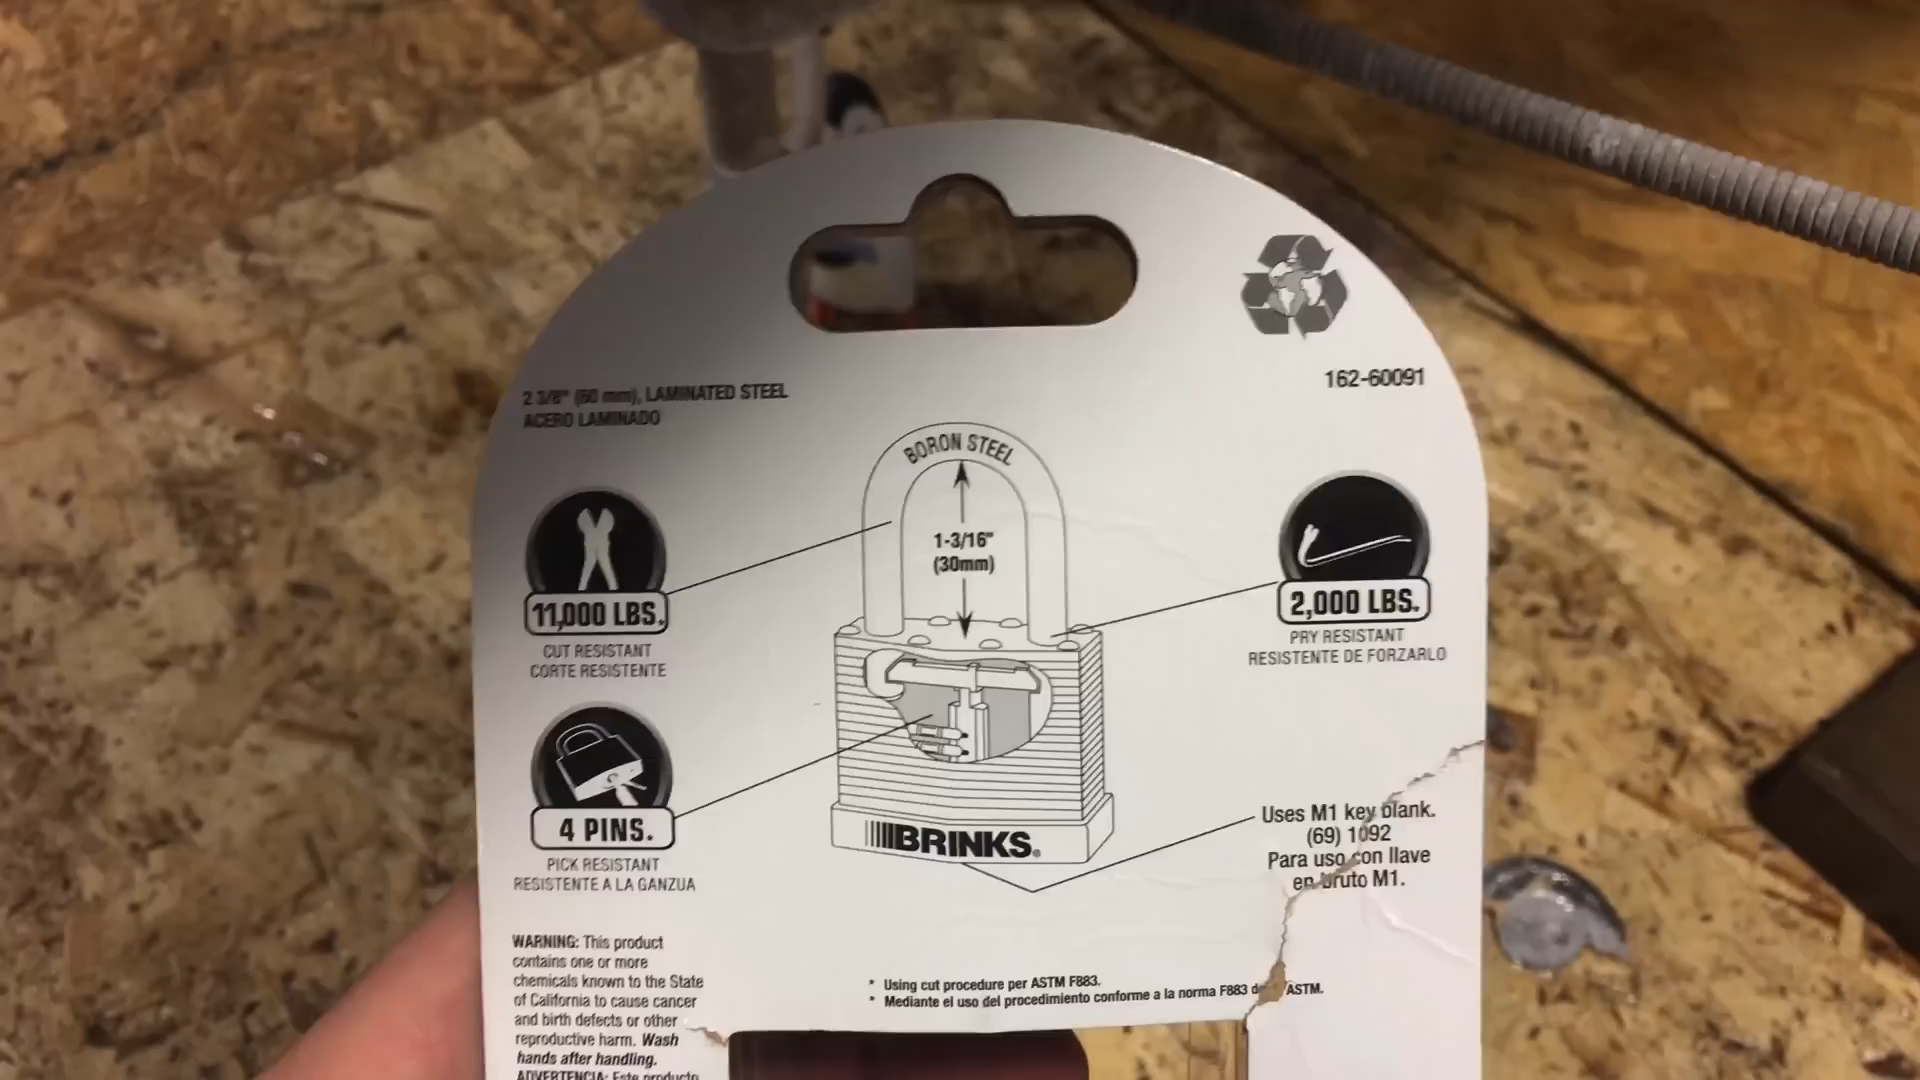 162-60091
2 3/8" (60 mm), LAMINATED STEEL
ACERO LAMINADO
BORON STEEL
1-3/16"
(30mm)
11,000 LBS.
CUT RESISTANT
CORTE RESISTENTE
2,000 LBS.
PRY RESISTANT
RESISTENTE DE FORZARLO
4 PINS.
PICK RESISTANT
RESISTENTE A LA GANZUA
BRINKS.
Uses M1 key blank.
(69) 1092
Para uso con llave
en bruto M1.
WARNING: This product
contains one or more
chemicals known to the State
of California to cause cancer
and birth defects or other
reproductive harm. Wash
hands after handling.
ADVERTENCIA: Este producto
* Using cut procedure per ASTM F883.
* Mediante el uso del procedimiento conforme a la norma F883 ASTM.